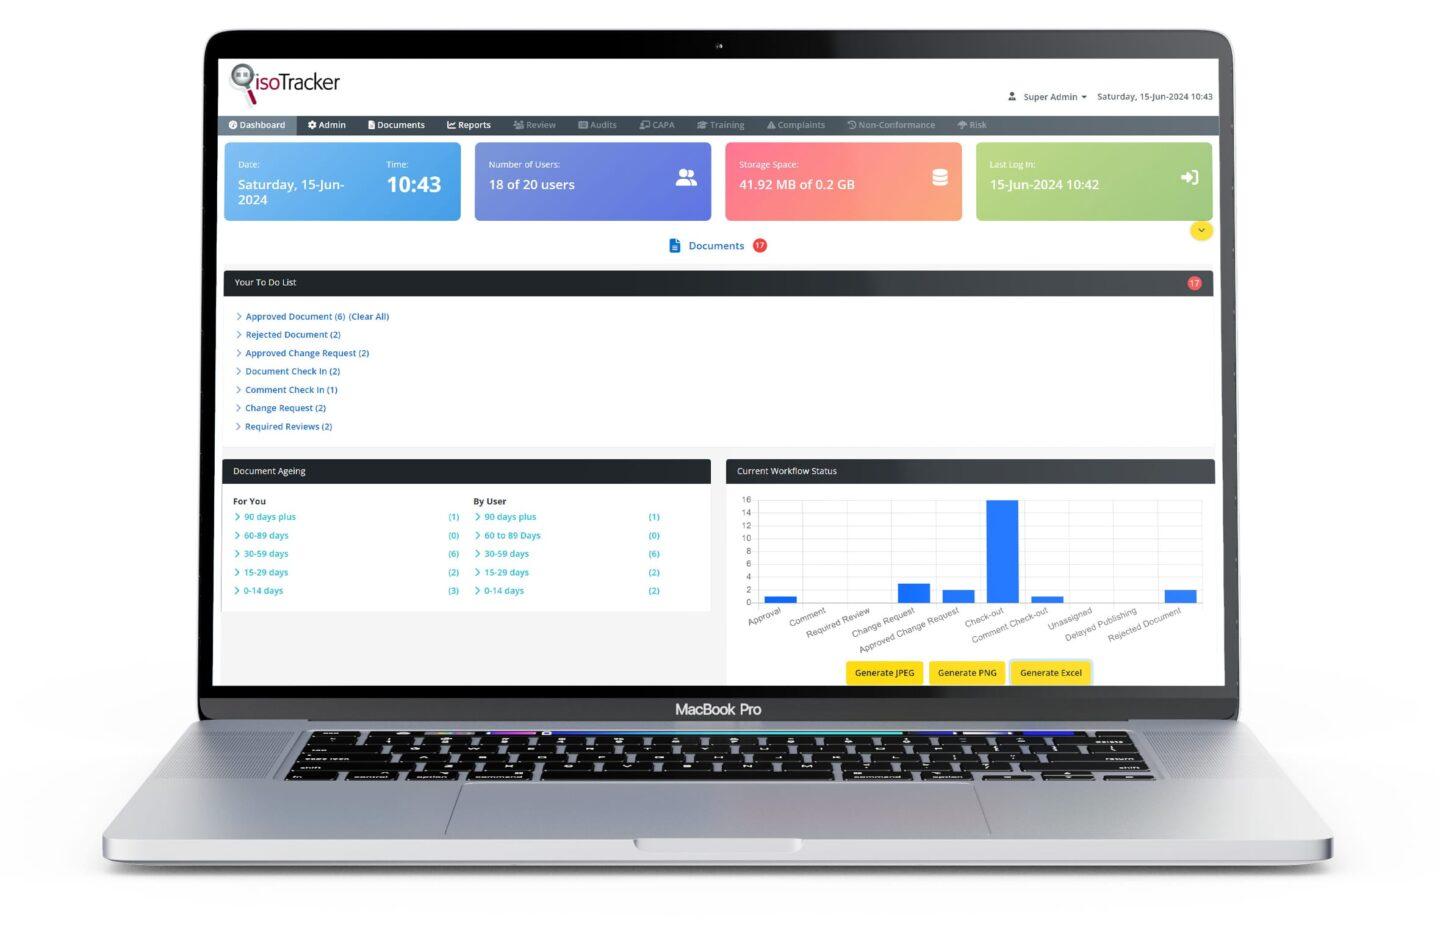 isoTracker
Super Admin Saturday, 15-Jun-2024 10:43
Dashboard Admin Documents Reports Review Audits CAPA Training Complaints Non-Conformance Risk
Date: Time:
Saturday, 15-Jun- 10:43
2024
Number of Users:
18 of 20 users
Storage Space:
41.92 MB of 0.2 GB
Last Log In:
15-Jun-2024 10:42
Documents 17
Your To Do List 17
Approved Document (6) (Clear All)
Rejected Document (2)
Approved Change Request (2)
Document Check In (2)
Comment Check In (1)
Change Request (2)
Required Reviews (2)
Document Ageing
For You
90 days plus (1)
60-89 days (0)
30-59 days (6)
15-29 days (2)
0-14 days (3)
By User
90 days plus (1)
60 to 89 Days (0)
30-59 days (6)
15-29 days (2)
0-14 days (2)
Current Workflow Status
16
14
12
10
8
6
4
2
0
Approval
Comment
Required Review
Change Request
Approved Change Request
Check-out
Comment Check-out
Unassigned
Delayed Publishing
Rejected Document
Generate JPEG Generate PNG Generate Excel
MacBook Pro
return
shift shift
fn control option command command option